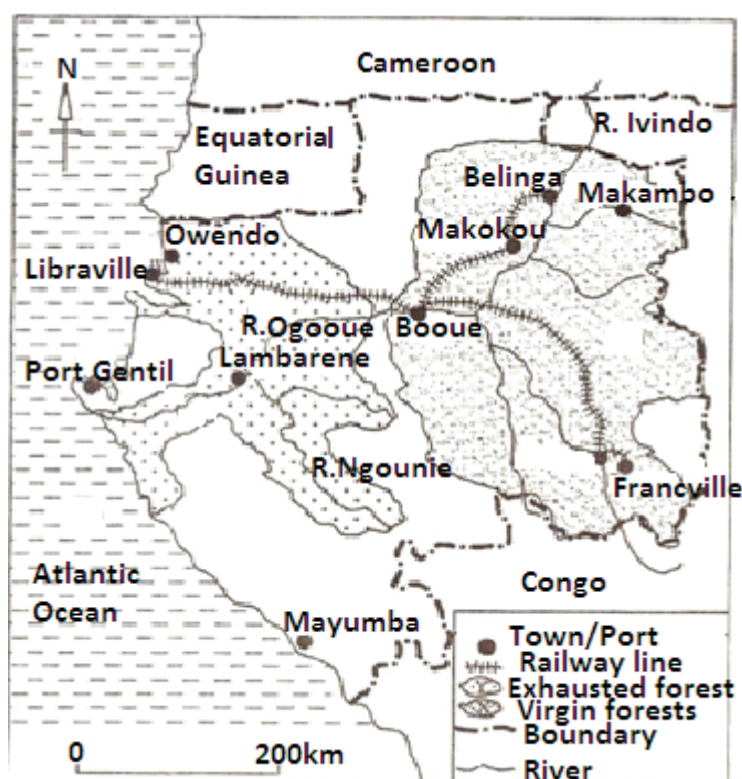 Cameroon
N
R. Ivindo
Equatorial
Guinea
Belinga
Makambo
Owendo
Makokou
Libraville
R.Ogooue
Booue
Port Gentil
Lambarene
R.Ngounie
Francville
Atlantic
Ocean
Congo
Mayumba
Town/Port
Railway line
Exhausted forest
Virgin forests
Boundary
River
0
200km